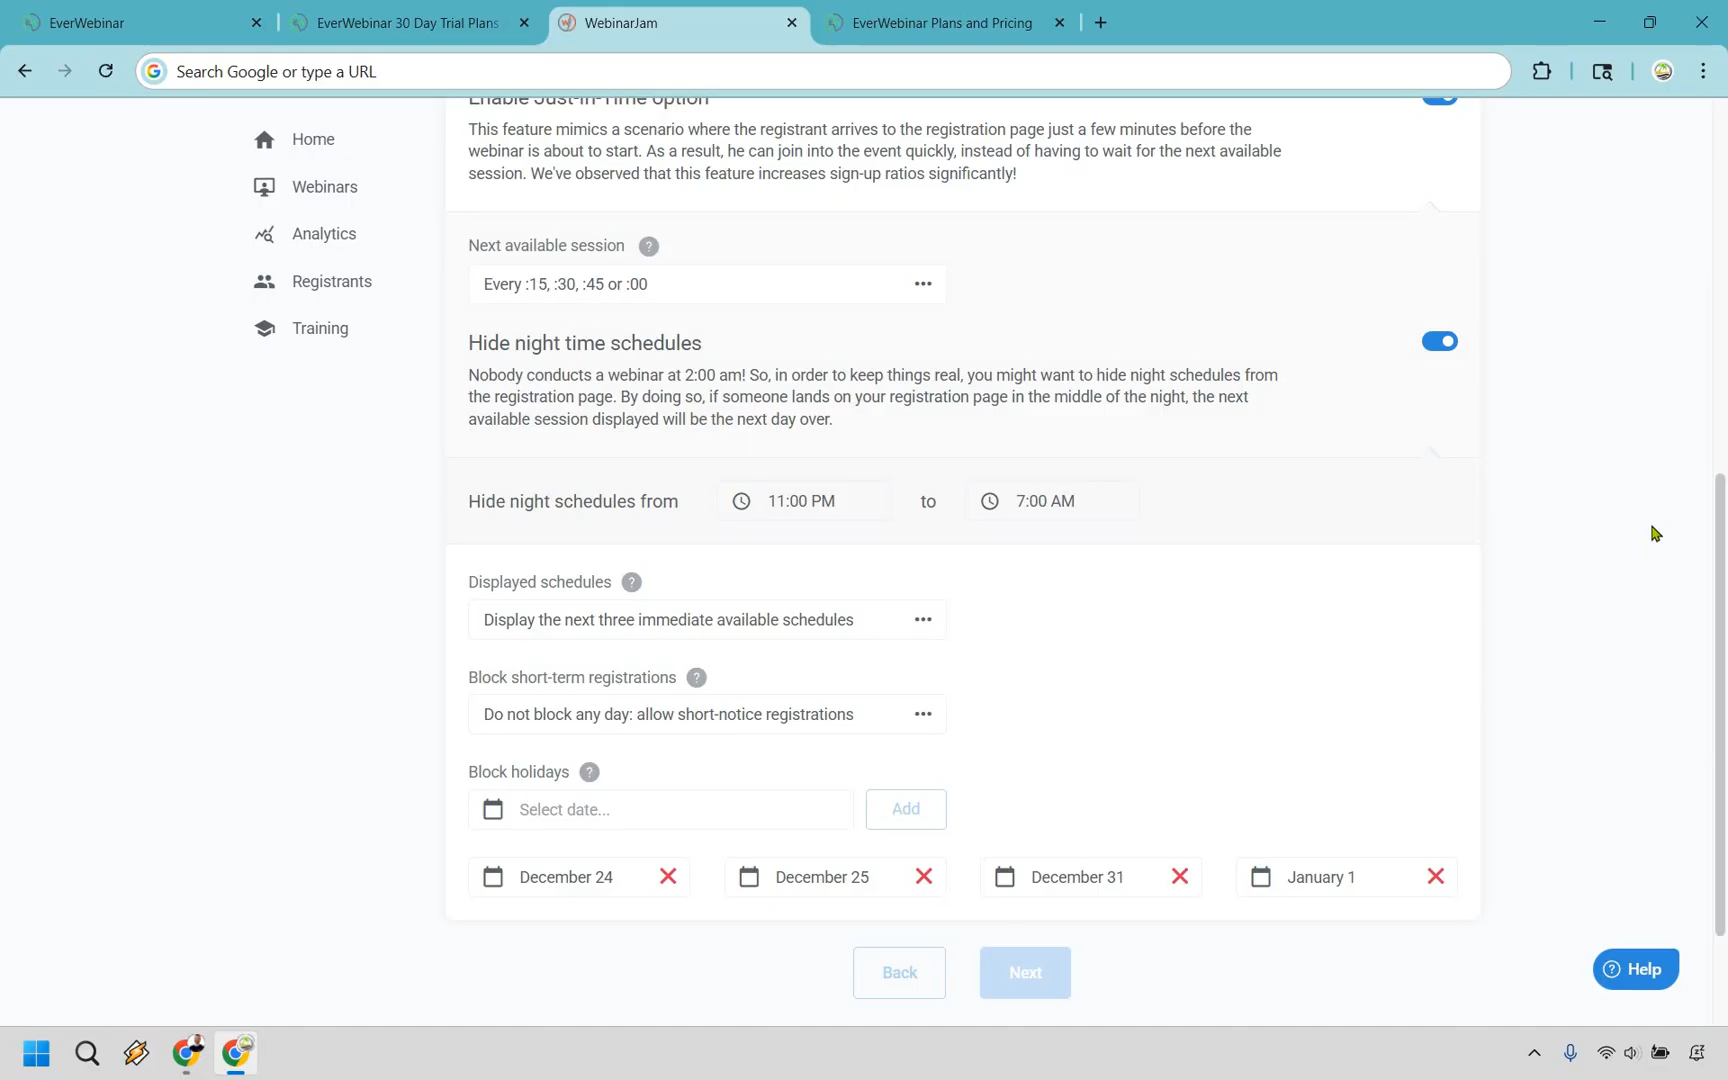 EverWebinar
EverWebinar 30 Day Trial Plans
WebinarJam
EverWebinar Plans and Pricing
Search Google or type a URL
Home
Webinars
Analytics
Registrants
Training
Enable Just-in-Time option
This feature mimics a scenario where the registrant arrives to the registration page just a few minutes before the
webinar is about to start. As a result, he can join into the event quickly, instead of having to wait for the next available
session. We've observed that this feature increases sign-up ratios significantly!
Next available session ?
Every :15, :30, :45 or :00
Hide night time schedules
Nobody conducts a webinar at 2:00 am! So, in order to keep things real, you might want to hide night schedules from
the registration page. By doing so, if someone lands on your registration page in the middle of the night, the next
available session displayed will be the next day over.
Hide night schedules from 11:00 PM to 7:00 AM
Displayed schedules ?
Display the next three immediate available schedules
Block short-term registrations ?
Do not block any day: allow short-notice registrations
Block holidays ?
Select date... Add
December 24 December 25 December 31 January 1
Back Next
? Help